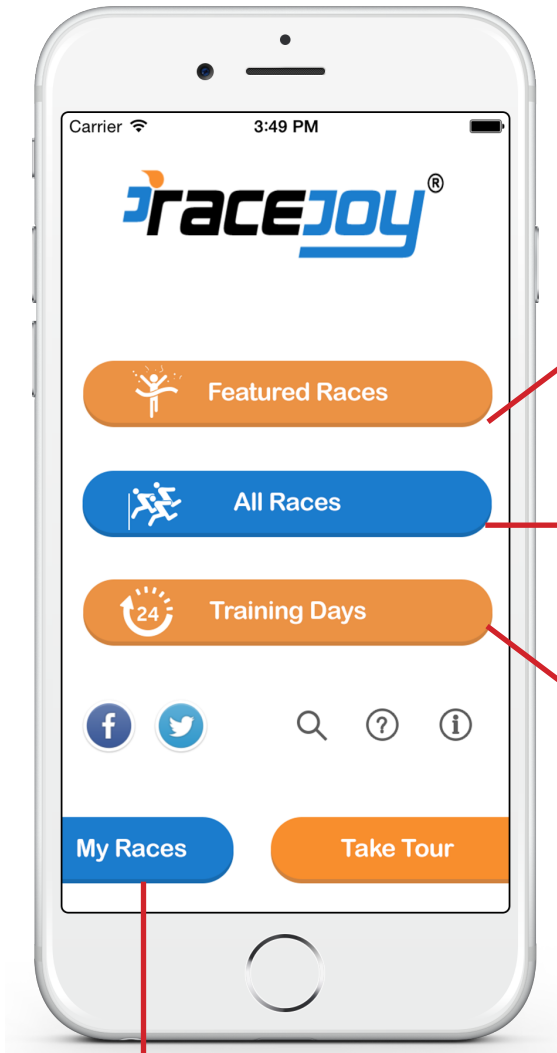 Carrier 3:49 PM
racejoy®
Featured Races
All Races
24 Training Days
f ? i
My Races Take Tour